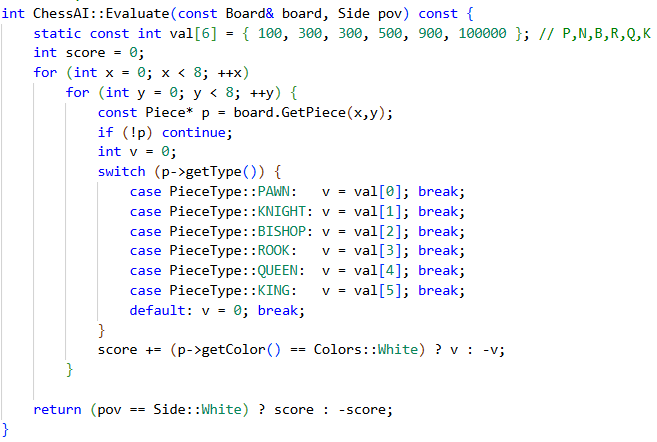 int ChessAI::Evaluate(const Board& board, Side pov) const {
    static const int val[6] = { 100, 300, 300, 500, 900, 100000 }; // P,N,B,R,Q,K
    int score = 0;
    for (int x = 0; x < 8; ++x)
        for (int y = 0; y < 8; ++y) {
            const Piece* p = board.GetPiece(x,y);
            if (!p) continue;
            int v = 0;
            switch (p->getType()) {
                case PieceType::PAWN:   v = val[0]; break;
                case PieceType::KNIGHT: v = val[1]; break;
                case PieceType::BISHOP: v = val[2]; break;
                case PieceType::ROOK:   v = val[3]; break;
                case PieceType::QUEEN:  v = val[4]; break;
                case PieceType::KING:   v = val[5]; break;
                default: v = 0; break;
            }
            score += (p->getColor() == Colors::White) ? v : -v;
        }

    return (pov == Side::White) ? score : -score;
}